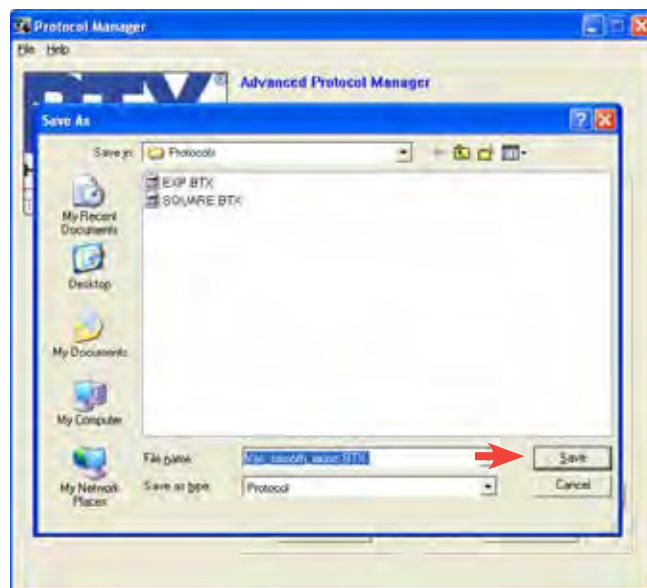 Protocol Manager
File Help
Advanced Protocol Manager
Save As
Save in: Protocols
EXP.BTX
SQUARE.BTX
My Recent
Documents
Desktop
My Documents
My Computer
My Network
Places
File name:
Save as type: Protocol
Save
Cancel